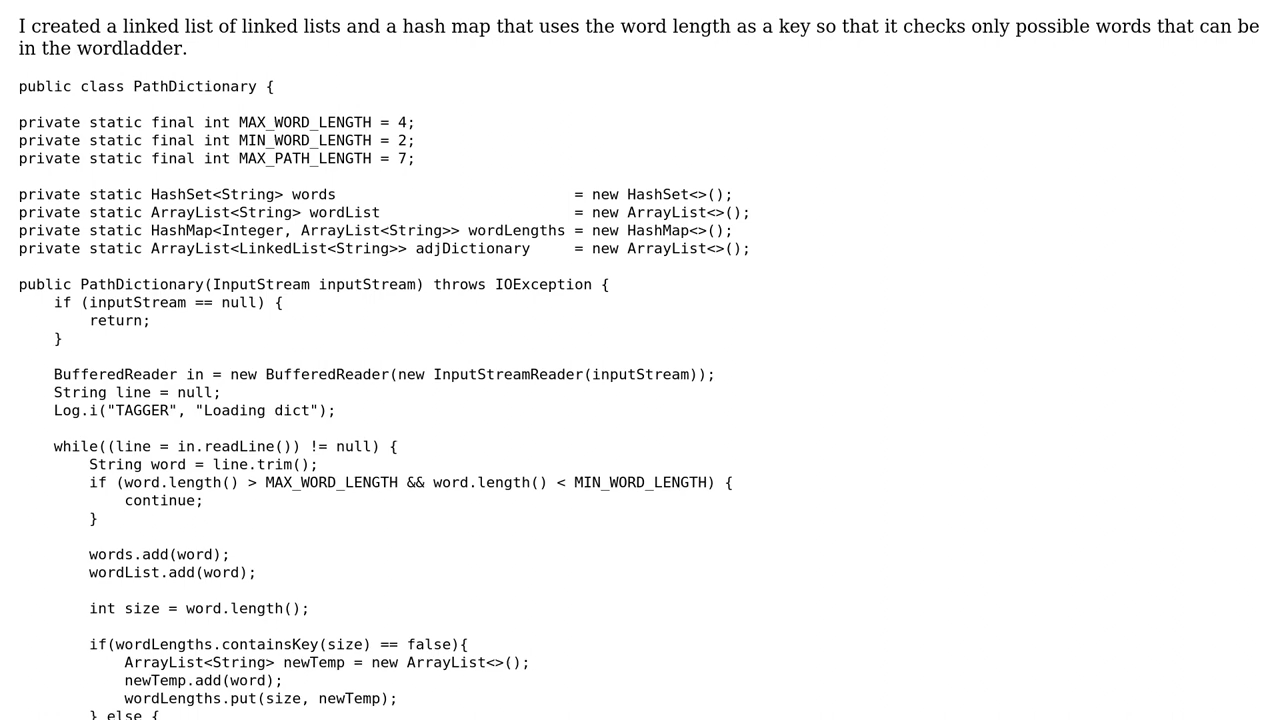 I created a linked list of linked lists and a hash map that uses the word length as a key so that it checks only possible words that can be
in the wordladder.
public class PathDictionary {
private static final int MAX_WORD_LENGTH = 4;
private static final int MIN_WORD_LENGTH = 2;
private static final int MAX_PATH_LENGTH = 7;
private static HashSet<String> words                           = new HashSet<>();
private static ArrayList<String> wordList                      = new ArrayList<>();
private static HashMap<Integer, ArrayList<String>> wordLengths = new HashMap<>();
private static ArrayList<LinkedList<String>> adjDictionary     = new ArrayList<>();
public PathDictionary(InputStream inputStream) throws IOException {
    if (inputStream == null) {
        return;
    }
    BufferedReader in = new BufferedReader(new InputStreamReader(inputStream));
    String line = null;
    Log.i("TAGGER", "Loading dict");
    while((line = in.readLine()) != null) {
        String word = line.trim();
        if (word.length() > MAX_WORD_LENGTH && word.length() < MIN_WORD_LENGTH) {
            continue;
        }
        words.add(word);
        wordList.add(word);
        int size = word.length();
        if(wordLengths.containsKey(size) == false){
            ArrayList<String> newTemp = new ArrayList<>();
            newTemp.add(word);
            wordLengths.put(size, newTemp);
        } else {